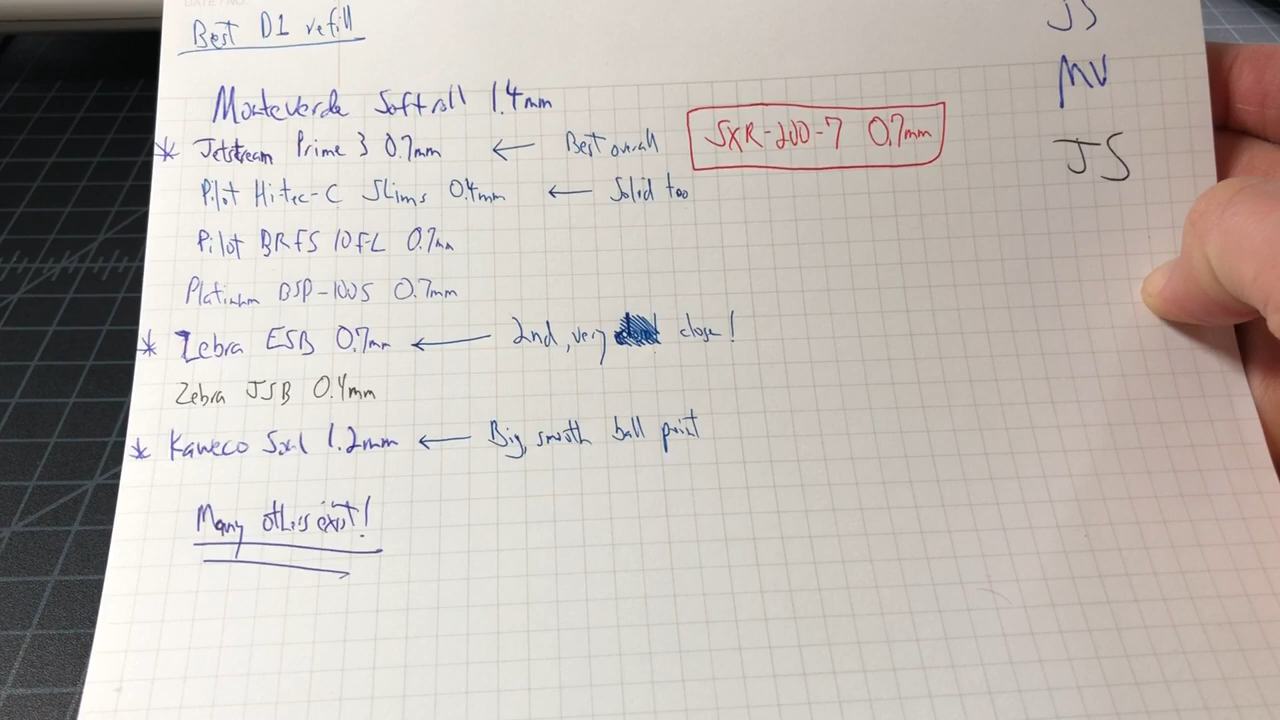 DATE / NO.
Best D1 refill
JS
MV
JS
Monteverde Softroll 1.4mm
* Jetstream Prime 3 0.7mm ← Best overall
SXR-200-7 0.7mm
Pilot Hitec-C Slims 0.4mm ← Solid too
Pilot BRFS 10FL 0.7mm
Platinum BSP-100S 0.7mm
* Zebra ESB 0.7mm ← 2nd, very close!
Zebra JSB 0.4mm
* Kaweco Soul 1.2mm ← Big, smooth ball point
Many others exist!